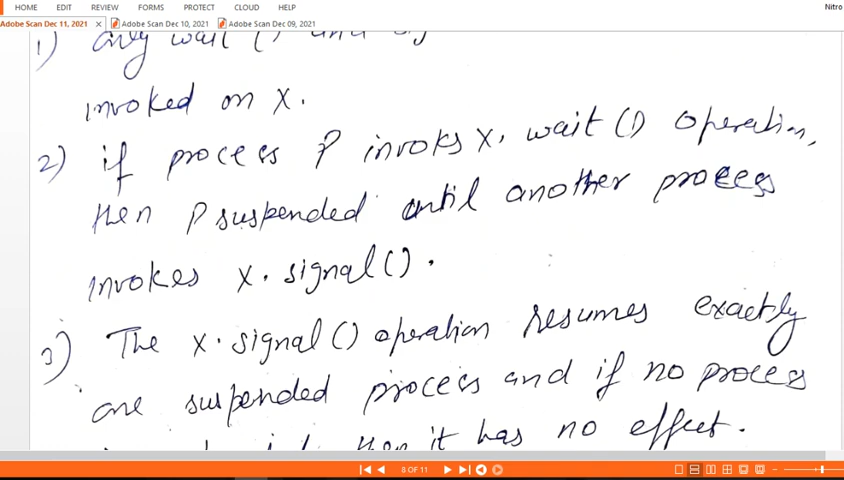 HOME EDIT REVIEW FORMS PROTECT CLOUD HELP
Nitro
Adobe Scan Dec 11, 2021 × Adobe Scan Dec 10, 2021 Adobe Scan Dec 09, 2021
1) Only wait () and
invoked on X.
2) if process P invoks X. wait () operation,
then P suspended until another process
invokes X. signal().
3) The X. signal () operation resumes exactly
one suspended process and if no process
then it has no effect.
8 OF 11